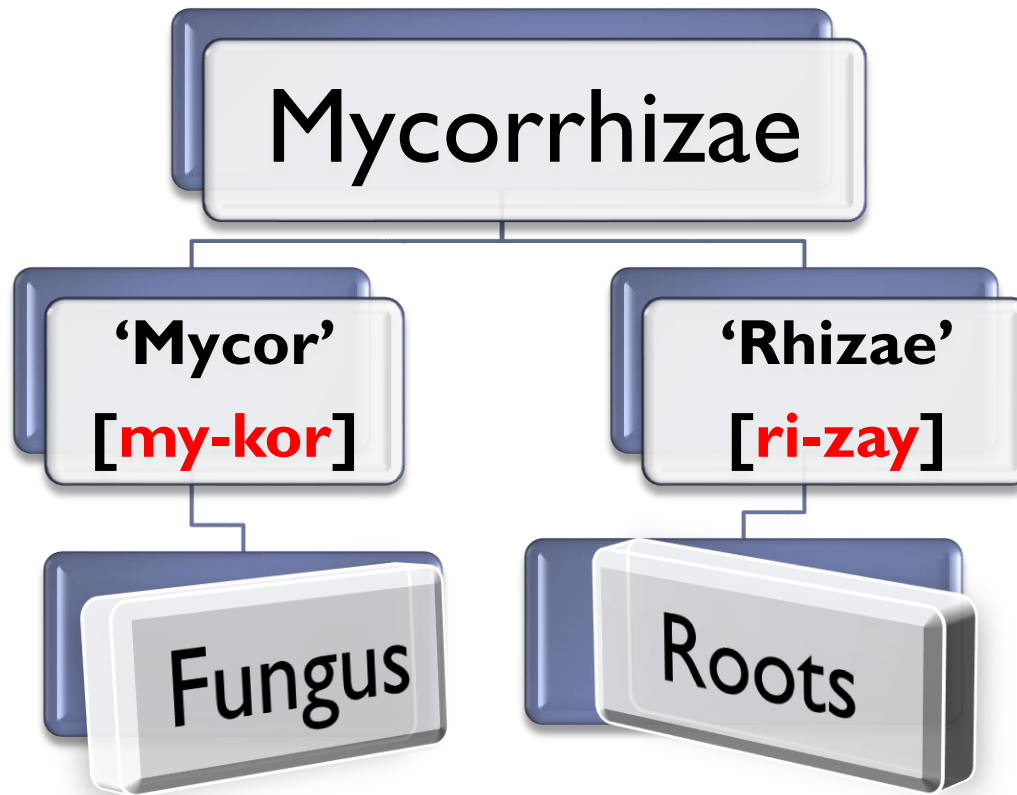 Mycorrhizae
‘Mycor’
[my-kor]
‘Rhizae’
[ri-zay]
Fungus
Roots